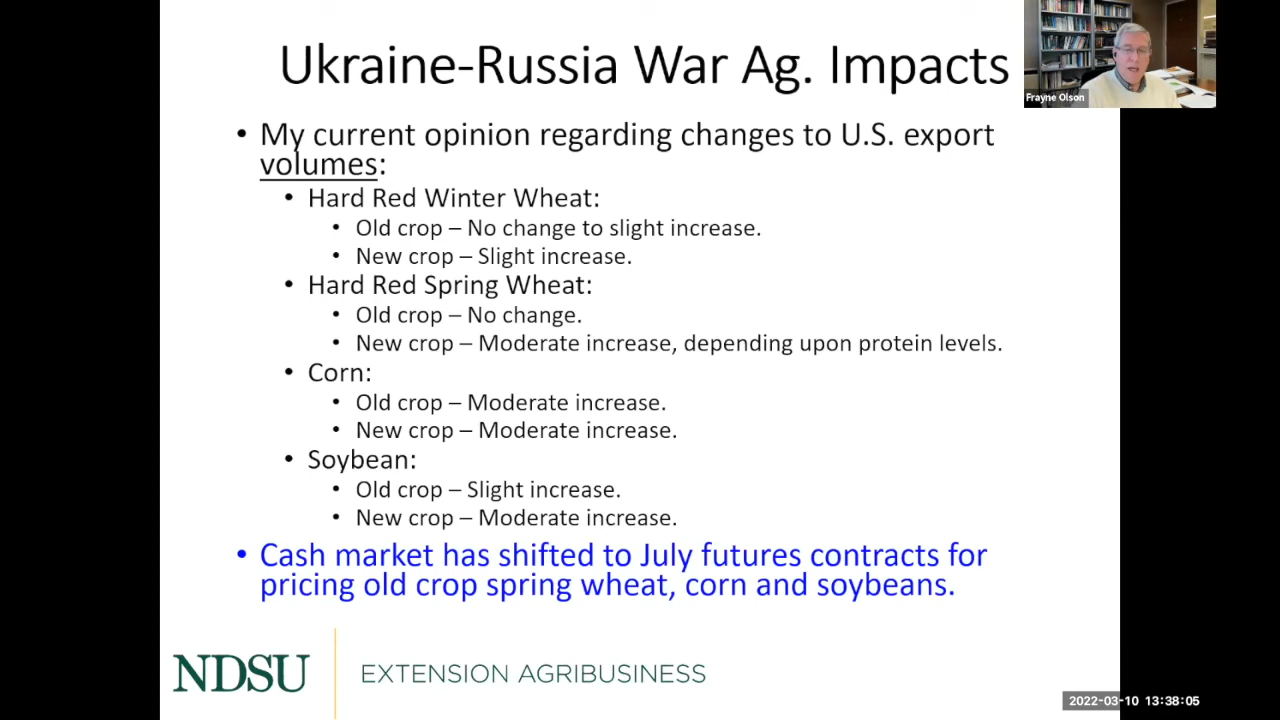 Ukraine-Russia War Ag. Impacts
Frayne Olson
• My current opinion regarding changes to U.S. export
volumes:
• Hard Red Winter Wheat:
• Old crop – No change to slight increase.
• New crop – Slight increase.
• Hard Red Spring Wheat:
• Old crop – No change.
• New crop – Moderate increase, depending upon protein levels.
• Corn:
• Old crop – Moderate increase.
• New crop – Moderate increase.
• Soybean:
• Old crop – Slight increase.
• New crop – Moderate increase.
• Cash market has shifted to July futures contracts for
pricing old crop spring wheat, corn and soybeans.
NDSU EXTENSION AGRIBUSINESS
2022-03-10 13:38:05